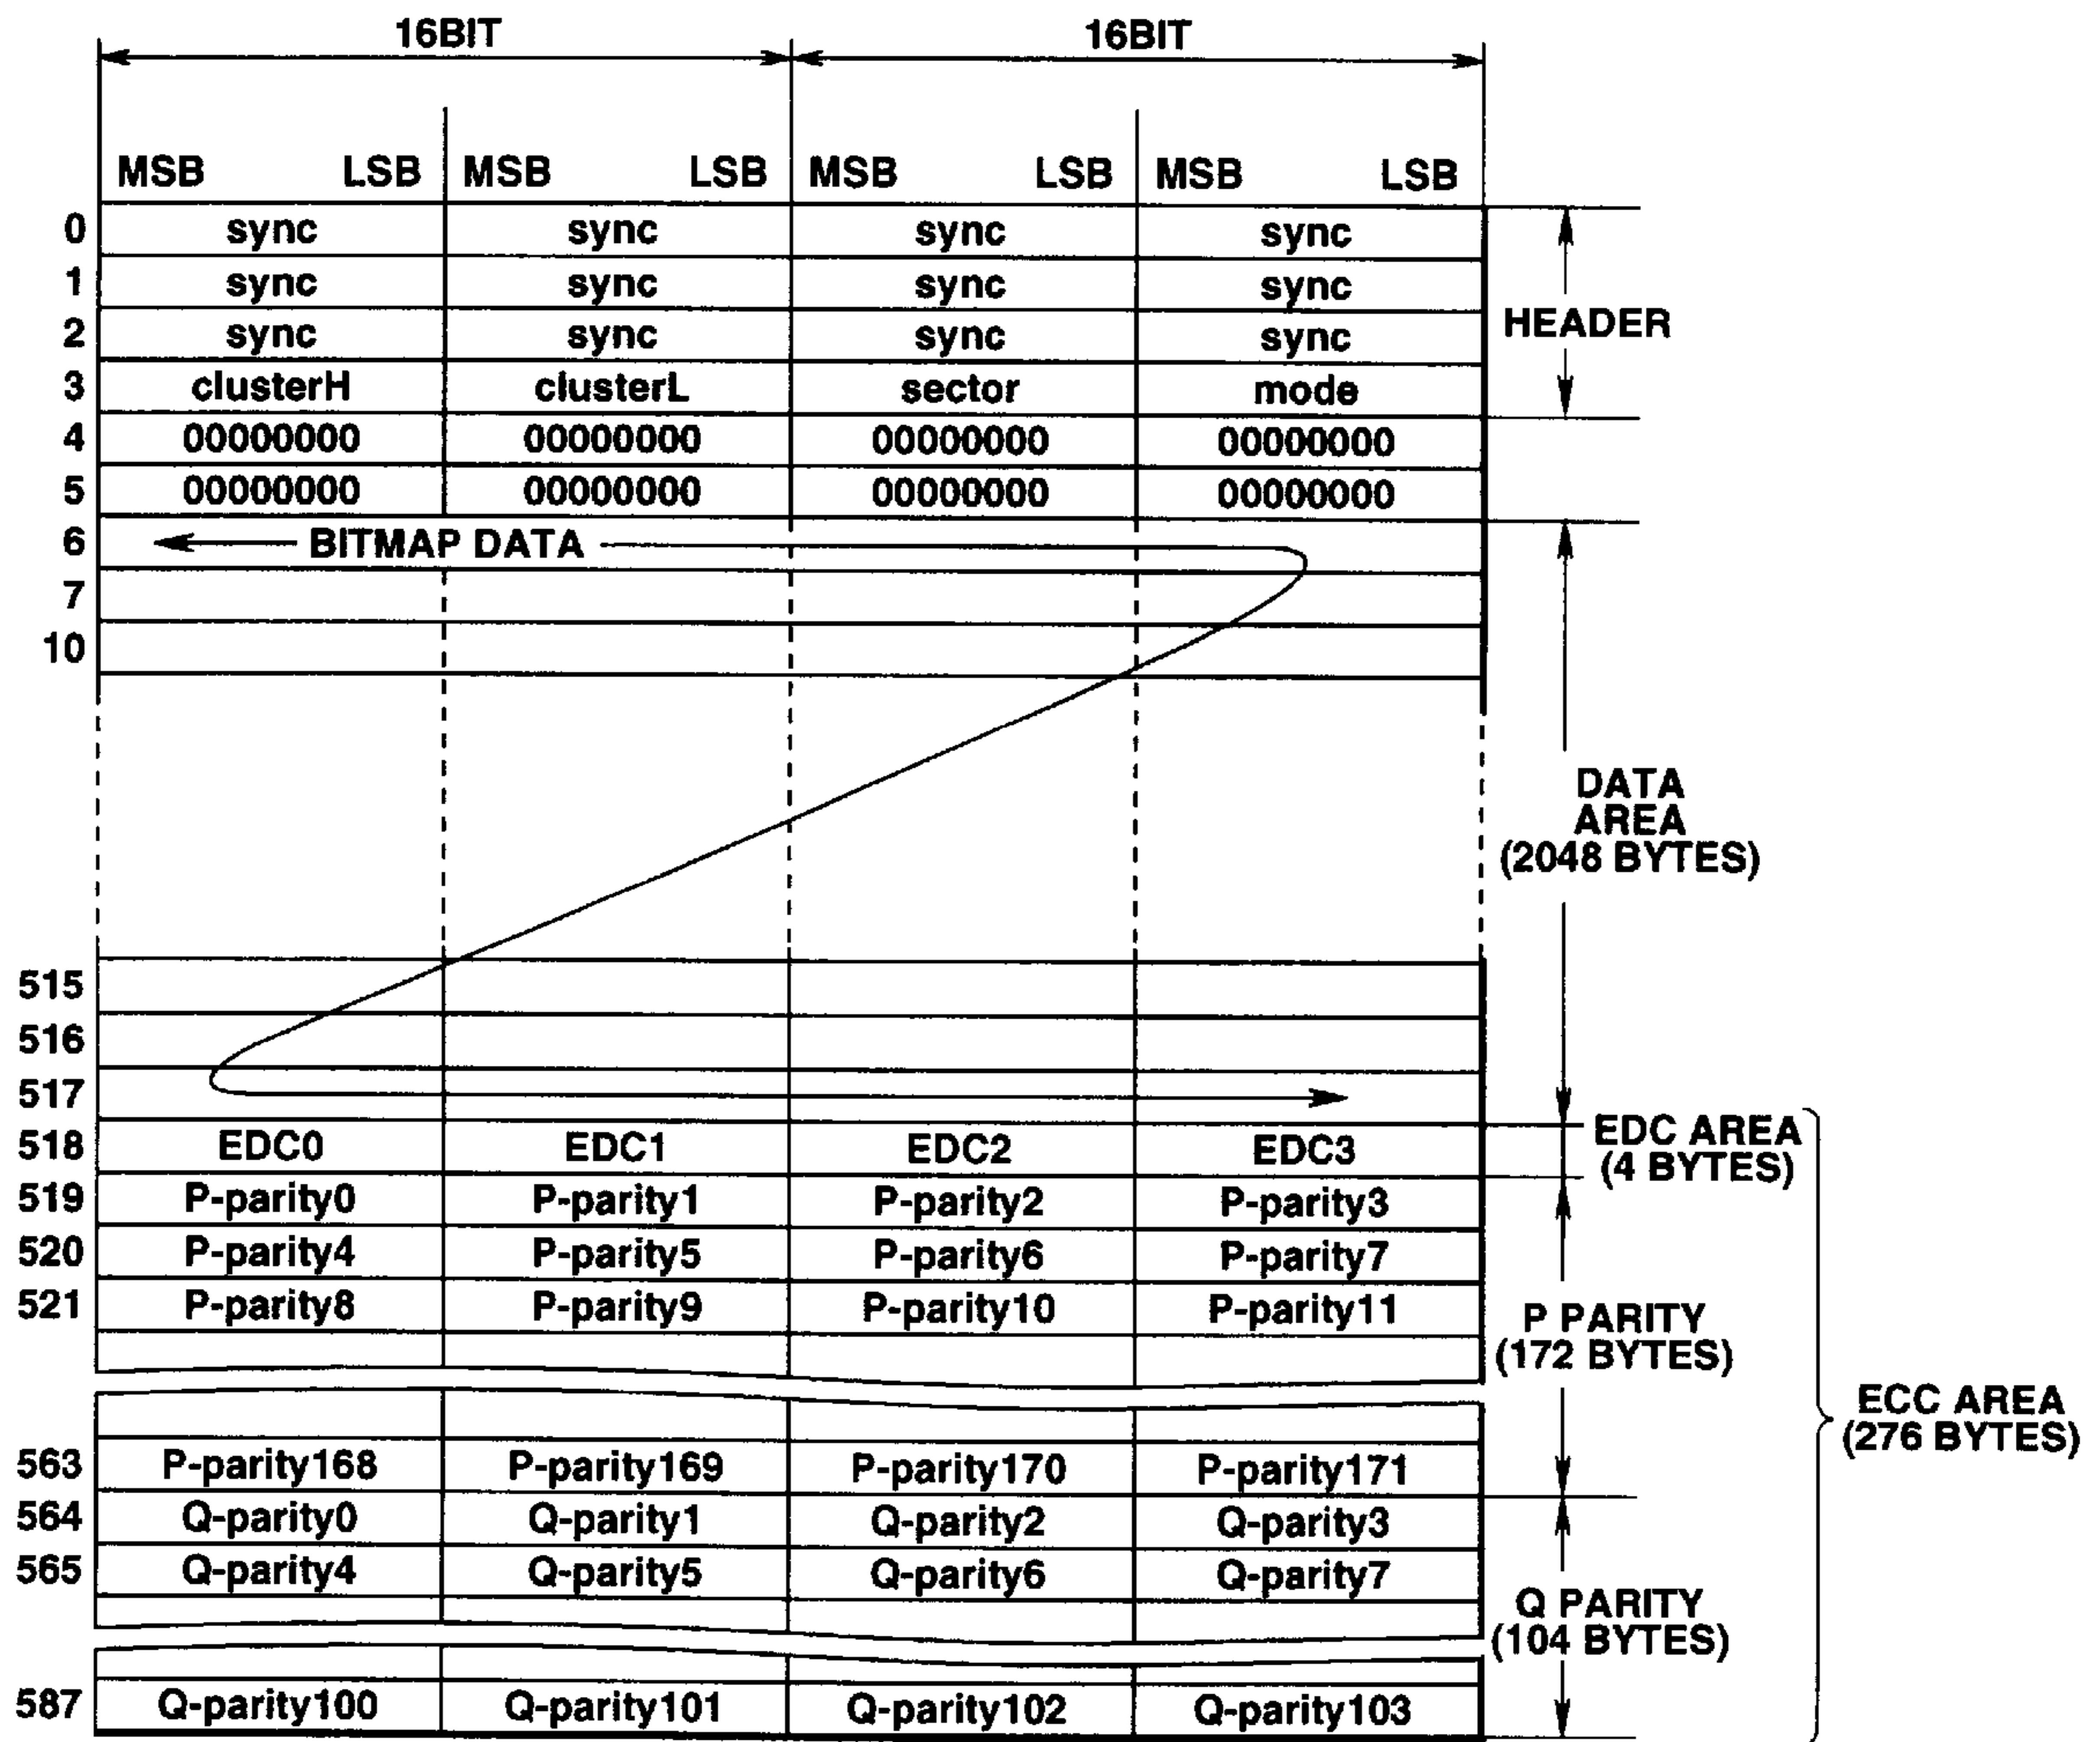 16BIT 16BIT
MSB LSB MSB LSB MSB LSB MSB LSB
0 sync sync sync sync
1 sync sync sync sync
2 sync sync sync sync
HEADER
3 clusterH clusterL sector mode
4 00000000 00000000 00000000 00000000
5 00000000 00000000 00000000 00000000
6 BITMAP DATA
7
10
DATA
AREA
(2048 BYTES)
515
516
517
518 EDC0 EDC1 EDC2 EDC3
EDC AREA
(4 BYTES)
519 P-parity0 P-parity1 P-parity2 P-parity3
520 P-parity4 P-parity5 P-parity6 P-parity7
521 P-parity8 P-parity9 P-parity10 P-parity11
P PARITY
(172 BYTES)
ECC AREA
(276 BYTES)
563 P-parity168 P-parity169 P-parity170 P-parity171
564 Q-parity0 Q-parity1 Q-parity2 Q-parity3
565 Q-parity4 Q-parity5 Q-parity6 Q-parity7
Q PARITY
(104 BYTES)
587 Q-parity100 Q-parity101 Q-parity102 Q-parity103